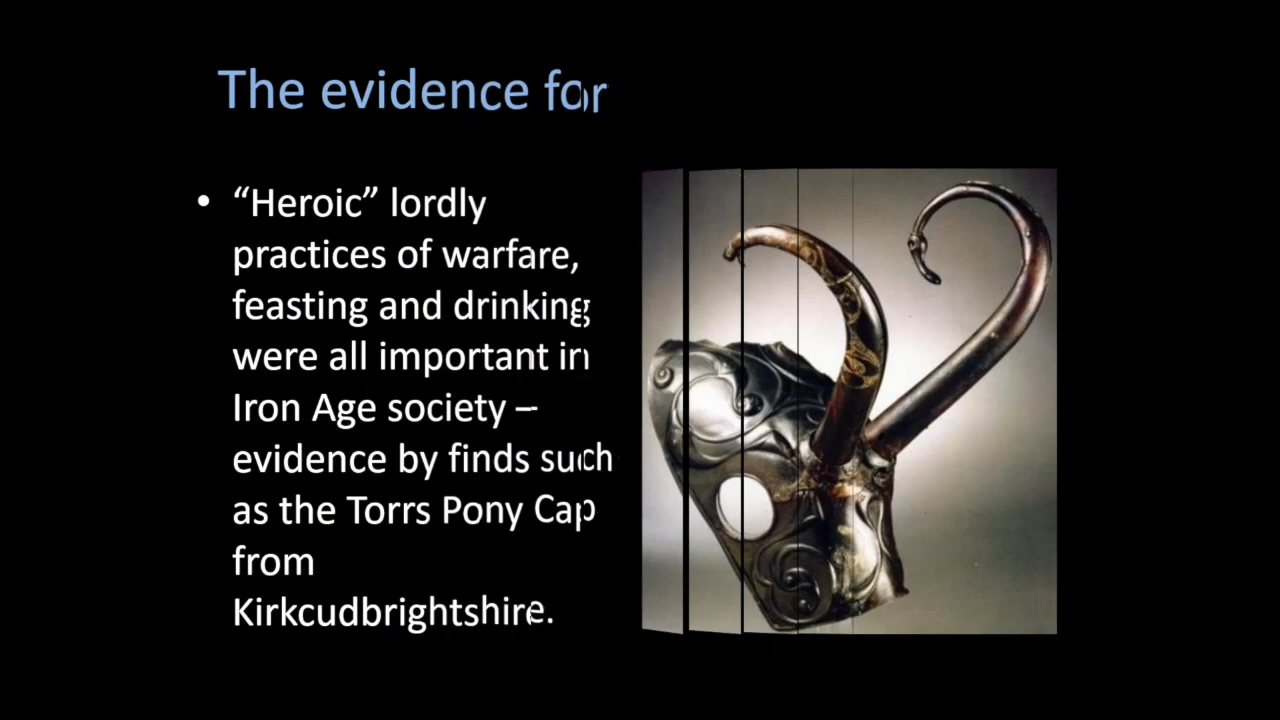 The evidence for
• “Heroic” lordly
practices of warfare,
feasting and drinking
were all important in
Iron Age society –
evidence by finds such
as the Torrs Pony Cap
from
Kirkcudbrightshire.